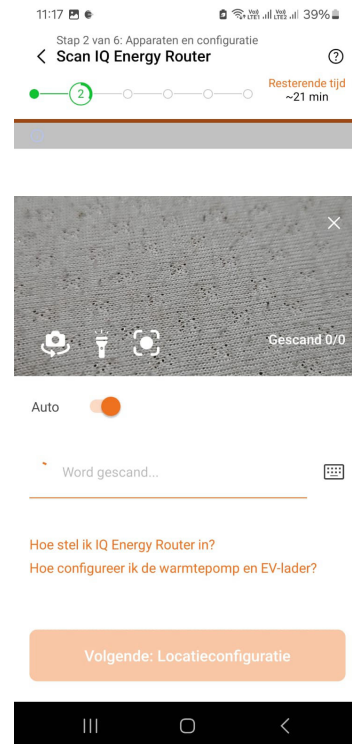 11:17
39%
Stap 2 van 6: Apparaten en configuratie
Scan IQ Energy Router
2
Resterende tijd
~21 min
Gescand 0/0
Auto
Word gescand...
Hoe stel ik IQ Energy Router in?
Hoe configureer ik de warmtepomp en EV-lader?
Volgende: Locatieconfiguratie